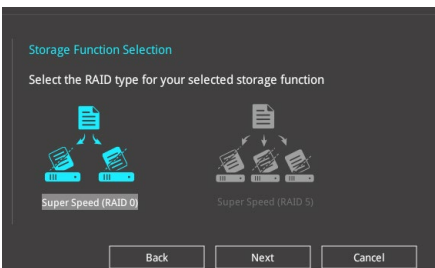 Storage Function Selection
Select the RAID type for your selected storage function
Super Speed (RAID 0)
Super Speed (RAID 5)
Back
Next
Cancel